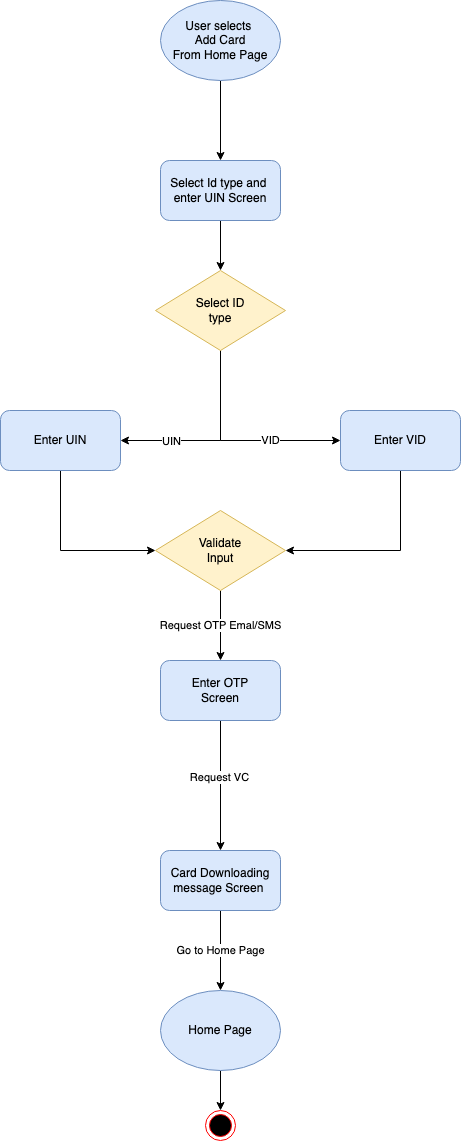 User selects
Add Card
From Home Page
Select Id type and
enter UIN Screen
Select ID
type
Enter UIN
UIN
VID
Enter VID
Validate
Input
Request OTP Emal/SMS
Enter OTP
Screen
Request VC
Card Downloading
message Screen
Go to Home Page
Home Page